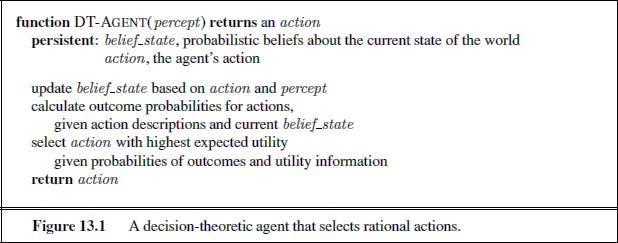 function DT-AGENT(percept) returns an action
persistent: belief_state, probabilistic beliefs about the current state of the world
action, the agent's action
update belief_state based on action and percept
calculate outcome probabilities for actions,
given action descriptions and current belief_state
select action with highest expected utility
given probabilities of outcomes and utility information
return action
Figure 13.1 A decision-theoretic agent that selects rational actions.